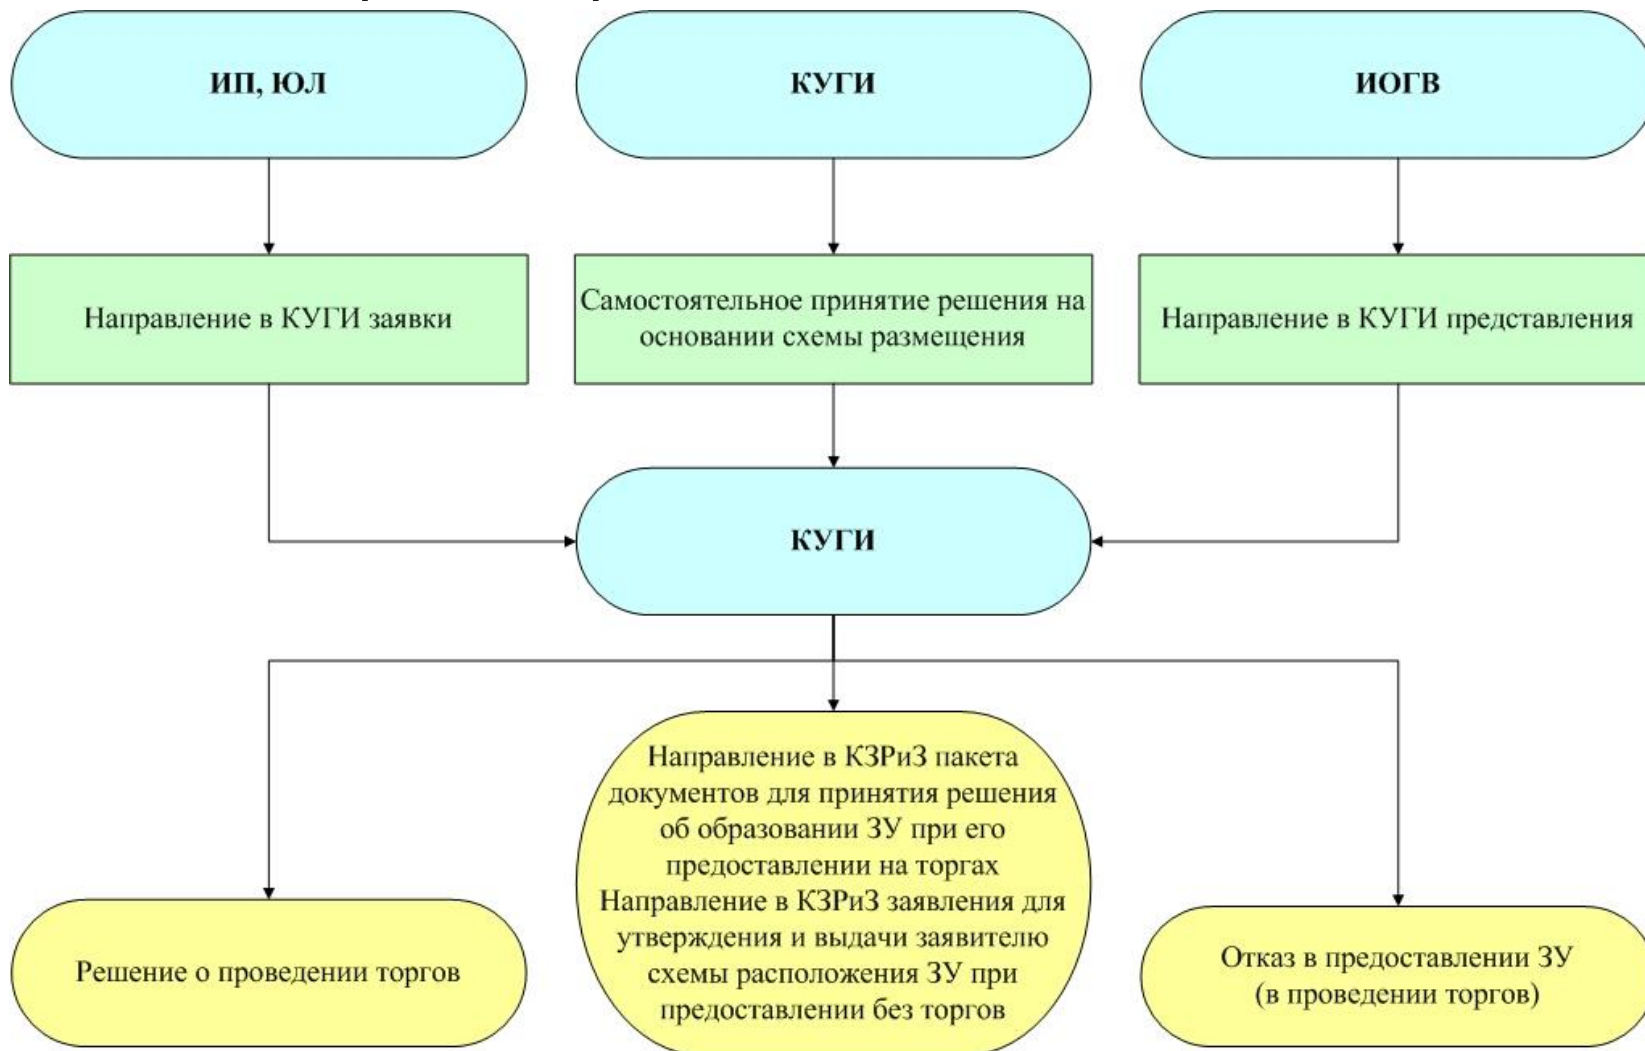 ИП, ЮЛ
КУГИ
ИОГВ
Направление в КУГИ заявки
Самостоятельное принятие решения на
основании схемы размещения
Направление в КУГИ представления
КУГИ
Решение о проведении торгов
Направление в КЗРиЗ пакета
документов для принятия решения
об образовании ЗУ при его
предоставлении на торгах
Направление в КЗРиЗ заявления для
утверждения и выдачи заявителю
схемы расположения ЗУ при
предоставлении без торгов
Отказ в предоставлении ЗУ
(в проведении торгов)